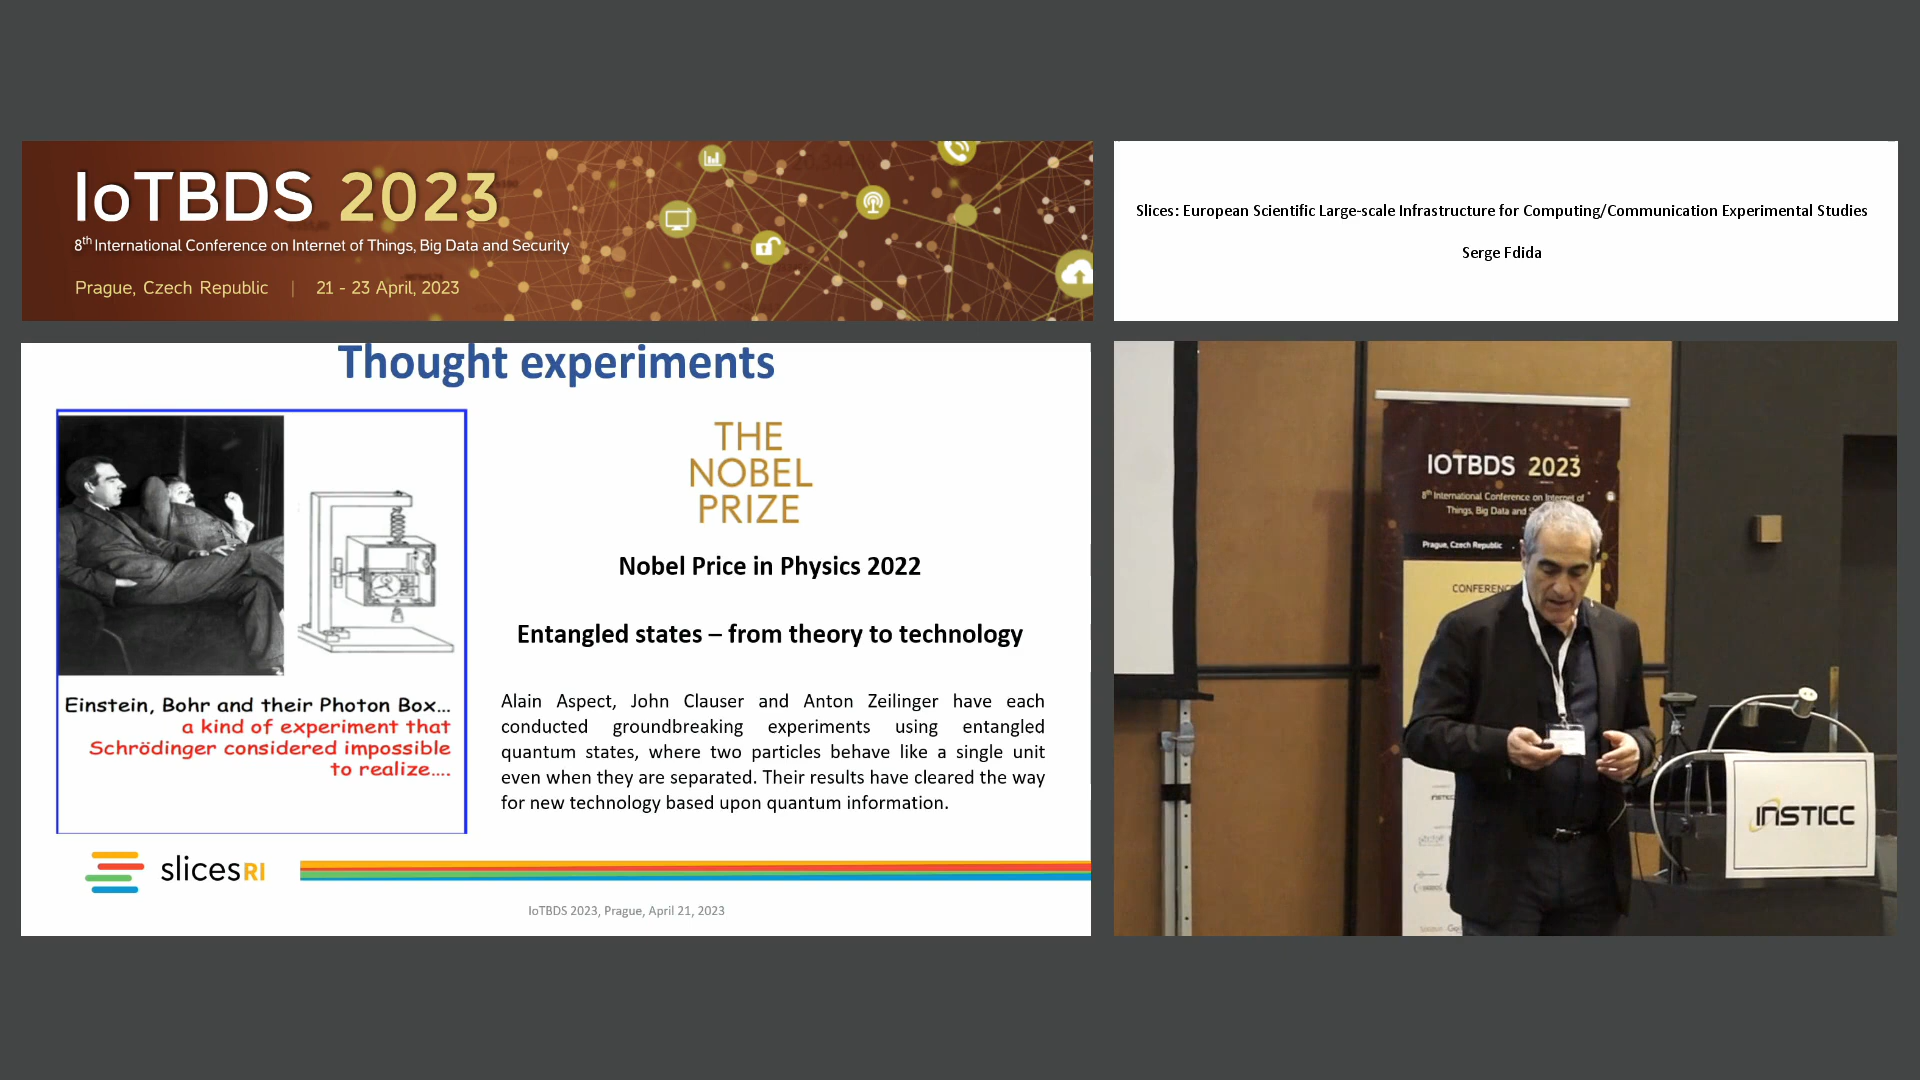 IoTBDS 2023
8th International Conference on Internet of Things, Big Data and Security
Prague, Czech Republic | 21 - 23 April, 2023
Slices: European Scientific Large-scale Infrastructure for Computing/Communication Experimental Studies
Serge Fdida
Thought experiments
Einstein, Bohr and their Photon Box...
a kind of experiment that
Schrödinger considered impossible
to realize....
THE
NOBEL
PRIZE
Nobel Price in Physics 2022
Entangled states – from theory to technology
Alain Aspect, John Clauser and Anton Zeilinger have each
conducted groundbreaking experiments using entangled
quantum states, where two particles behave like a single unit
even when they are separated. Their results have cleared the way
for new technology based upon quantum information.
slices RI
IoTBDS 2023, Prague, April 21, 2023
IOTBDS 2023
8th International Conference on Internet of
Things, Big Data and
Prague, Czech Republic
CONFERENCE
INSTICC